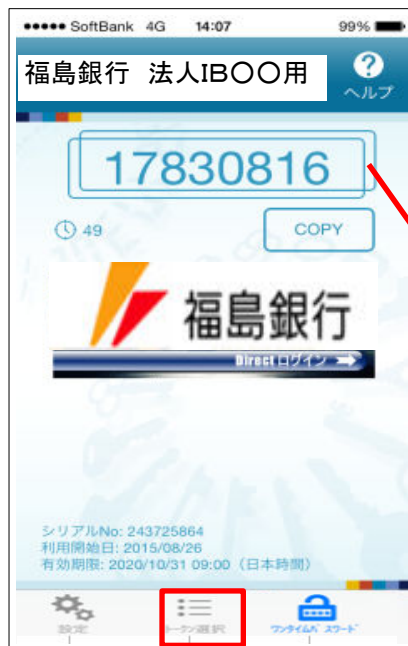 SoftBank 4G 14:07 99%
福島銀行 法人IB〇〇用
?
ヘルプ
17830816
49
COPY
福島銀行
Directログイン
シリアルNo: 243725864
利用開始日: 2015/08/26
有効期限: 2020/10/31 09:00（日本時間）
設定
トークン選択
ワンタイムパスワード